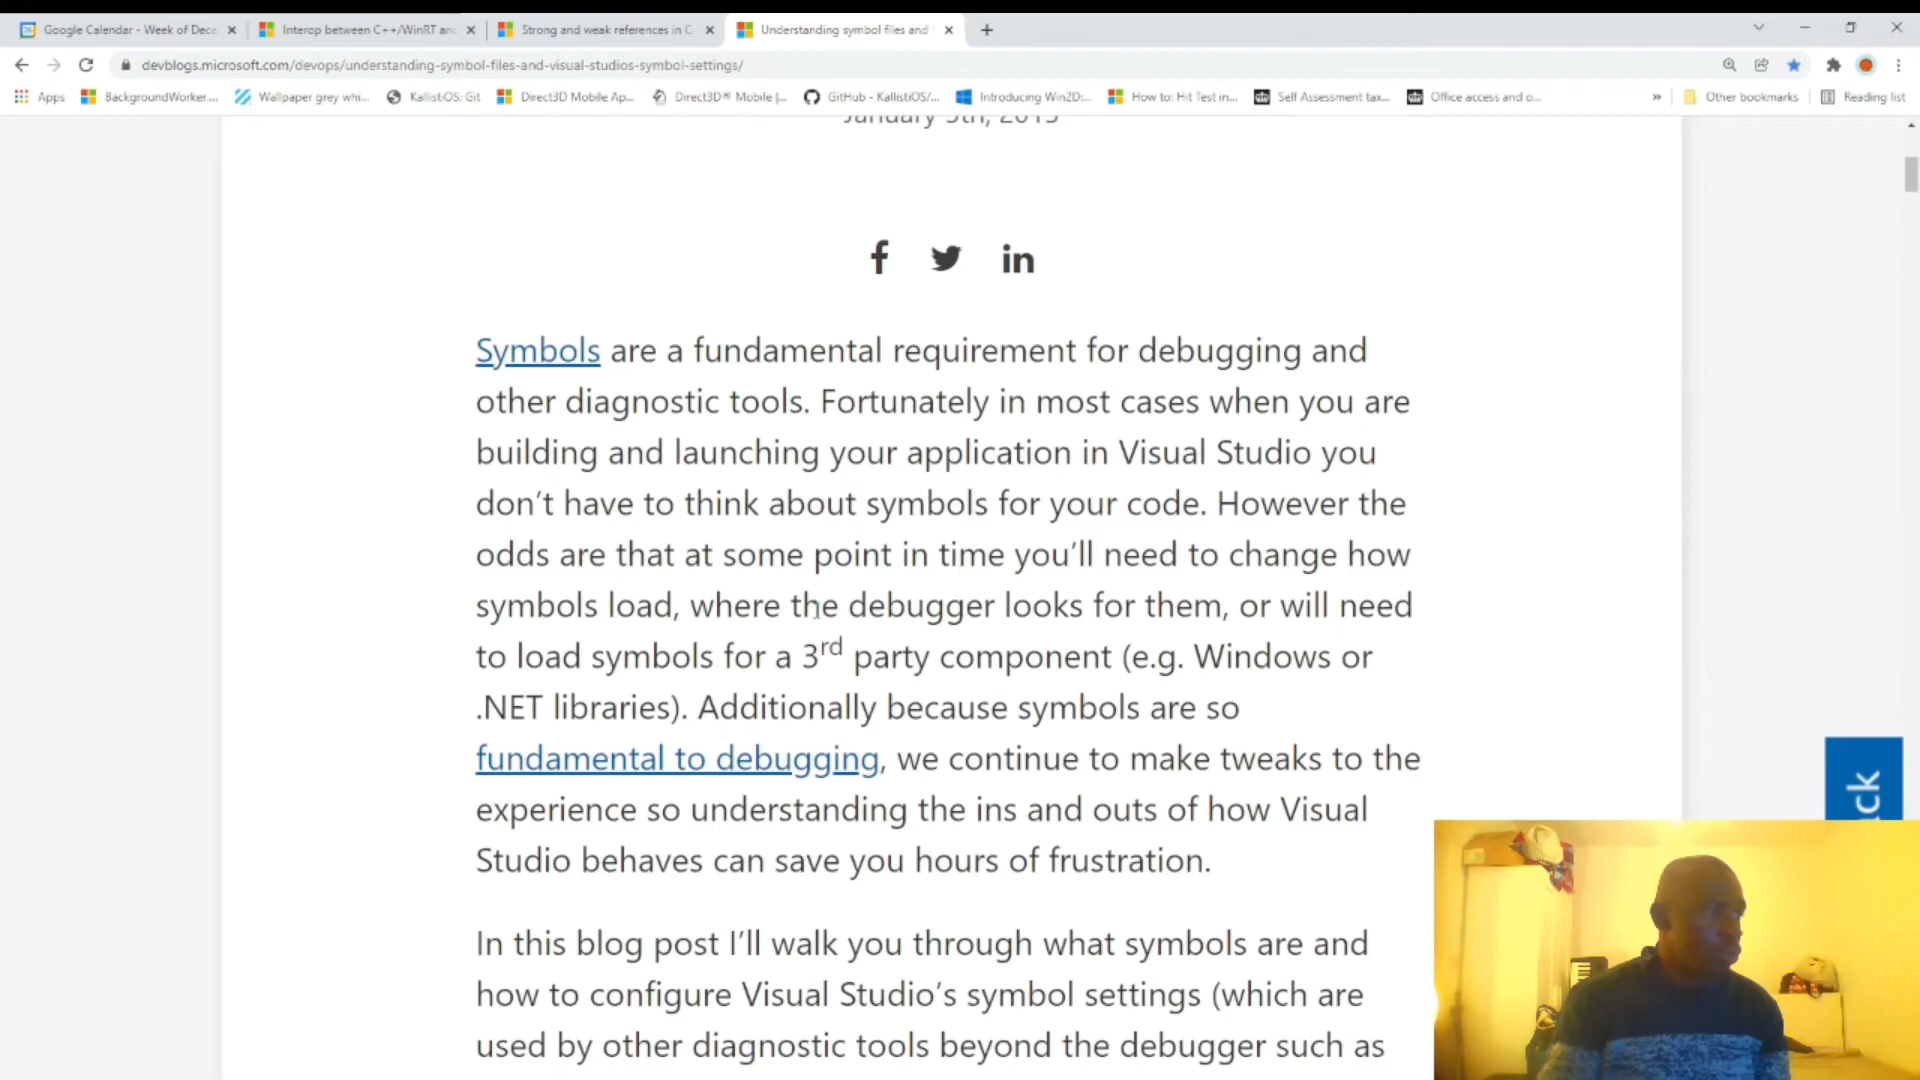 Google Calendar - Week of Dece
Interop between C++/WinRT and
Strong and weak references in C
Understanding symbol files and
devblogs.microsoft.com/devops/understanding-symbol-files-and-visual-studios-symbol-settings/
Apps
BackgroundWorker....
Wallpaper grey whi...
KallistiOS: Git
Direct3D Mobile Ap...
Direct3D® Mobile |...
GitHub - KallistiOS/...
Introducing Win2D:...
How to: Hit Test in...
Self Assessment tax...
Office access and o...
»
Other bookmarks
Reading list
f
in
Symbols are a fundamental requirement for debugging and
other diagnostic tools. Fortunately in most cases when you are
building and launching your application in Visual Studio you
don't have to think about symbols for your code. However the
odds are that at some point in time you'll need to change how
symbols load, where the debugger looks for them, or will need
to load symbols for a 3rd party component (e.g. Windows or
.NET libraries). Additionally because symbols are so
fundamental to debugging, we continue to make tweaks to the
experience so understanding the ins and outs of how Visual
Studio behaves can save you hours of frustration.
In this blog post I'll walk you through what symbols are and
how to configure Visual Studio's symbol settings (which are
used by other diagnostic tools beyond the debugger such as
ck